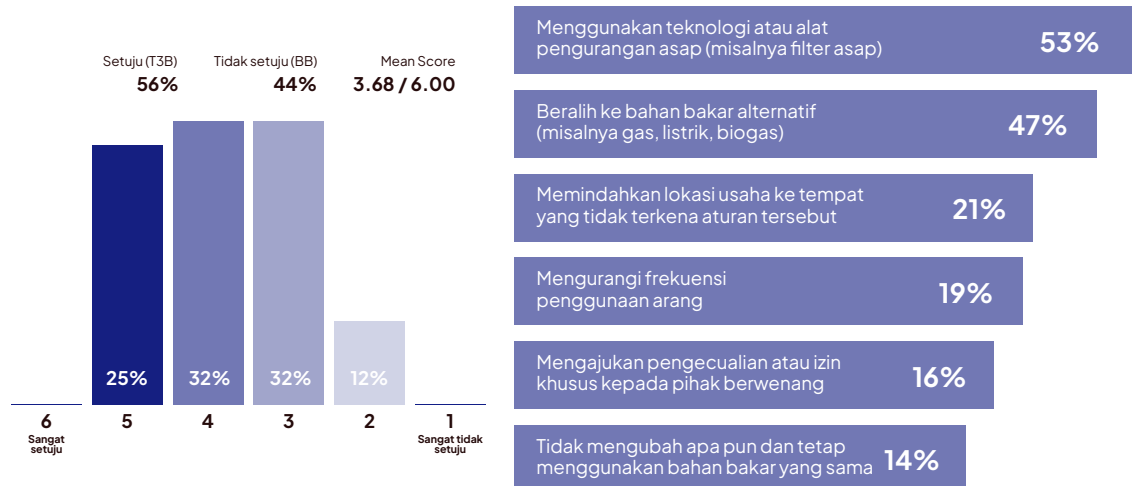 Setuju (T3B)
56%
Tidak setuju (BB)
44%
Mean Score
3.68 / 6.00
25%
32%
32%
12%
6
Sangat
setuju
5
4
3
2
1
Sangat tidak
setuju
Menggunakan teknologi atau alat
pengurangan asap (misalnya filter asap)
53%
Beralih ke bahan bakar alternatif
(misalnya gas, listrik, biogas)
47%
Memindahkan lokasi usaha ke tempat
yang tidak terkena aturan tersebut
21%
Mengurangi frekuensi
penggunaan arang
19%
Mengajukan pengecualian atau izin
khusus kepada pihak berwenang
16%
Tidak mengubah apa pun dan tetap
menggunakan bahan bakar yang sama
14%